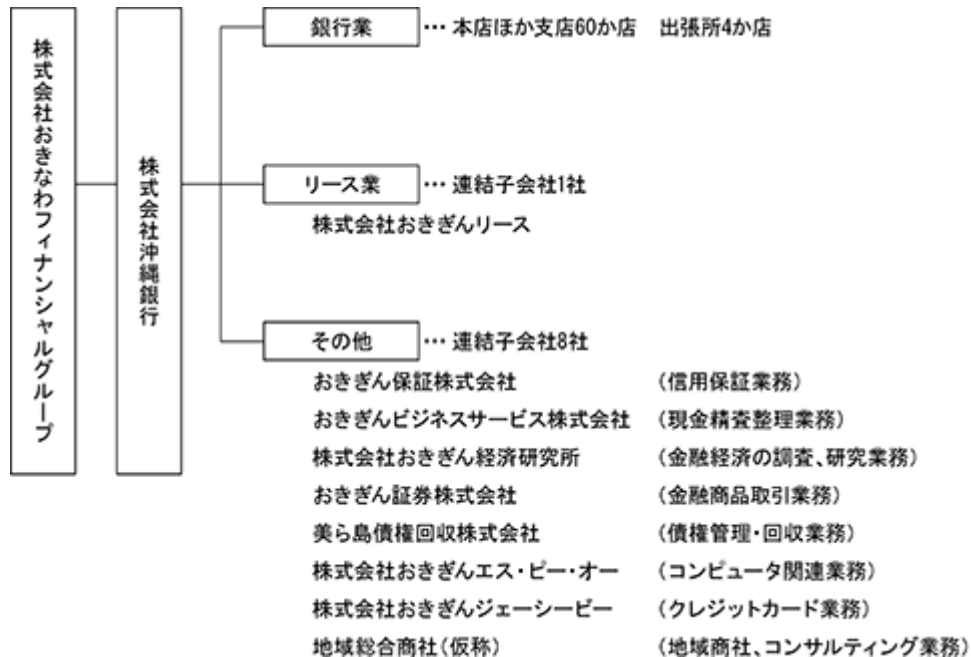 株式会社おきなわフィナンシャルグループ
株式会社沖縄銀行
銀行業 … 本店ほか支店60か店 出張所4か店
リース業 … 連結子会社1社
株式会社おきぎんリース
その他 … 連結子会社8社
おきぎん保証株式会社 (信用保証業務)
おきぎんビジネスサービス株式会社 (現金精査整理業務)
株式会社おきぎん経済研究所 (金融経済の調査、研究業務)
おきぎん証券株式会社 (金融商品取引業務)
美ら島債権回収株式会社 (債権管理・回収業務)
株式会社おきぎんエス・ピー・オー (コンピュータ関連業務)
株式会社おきぎんジェーシービー (クレジットカード業務)
地域総合商社(仮称) (地域商社、コンサルティング業務)